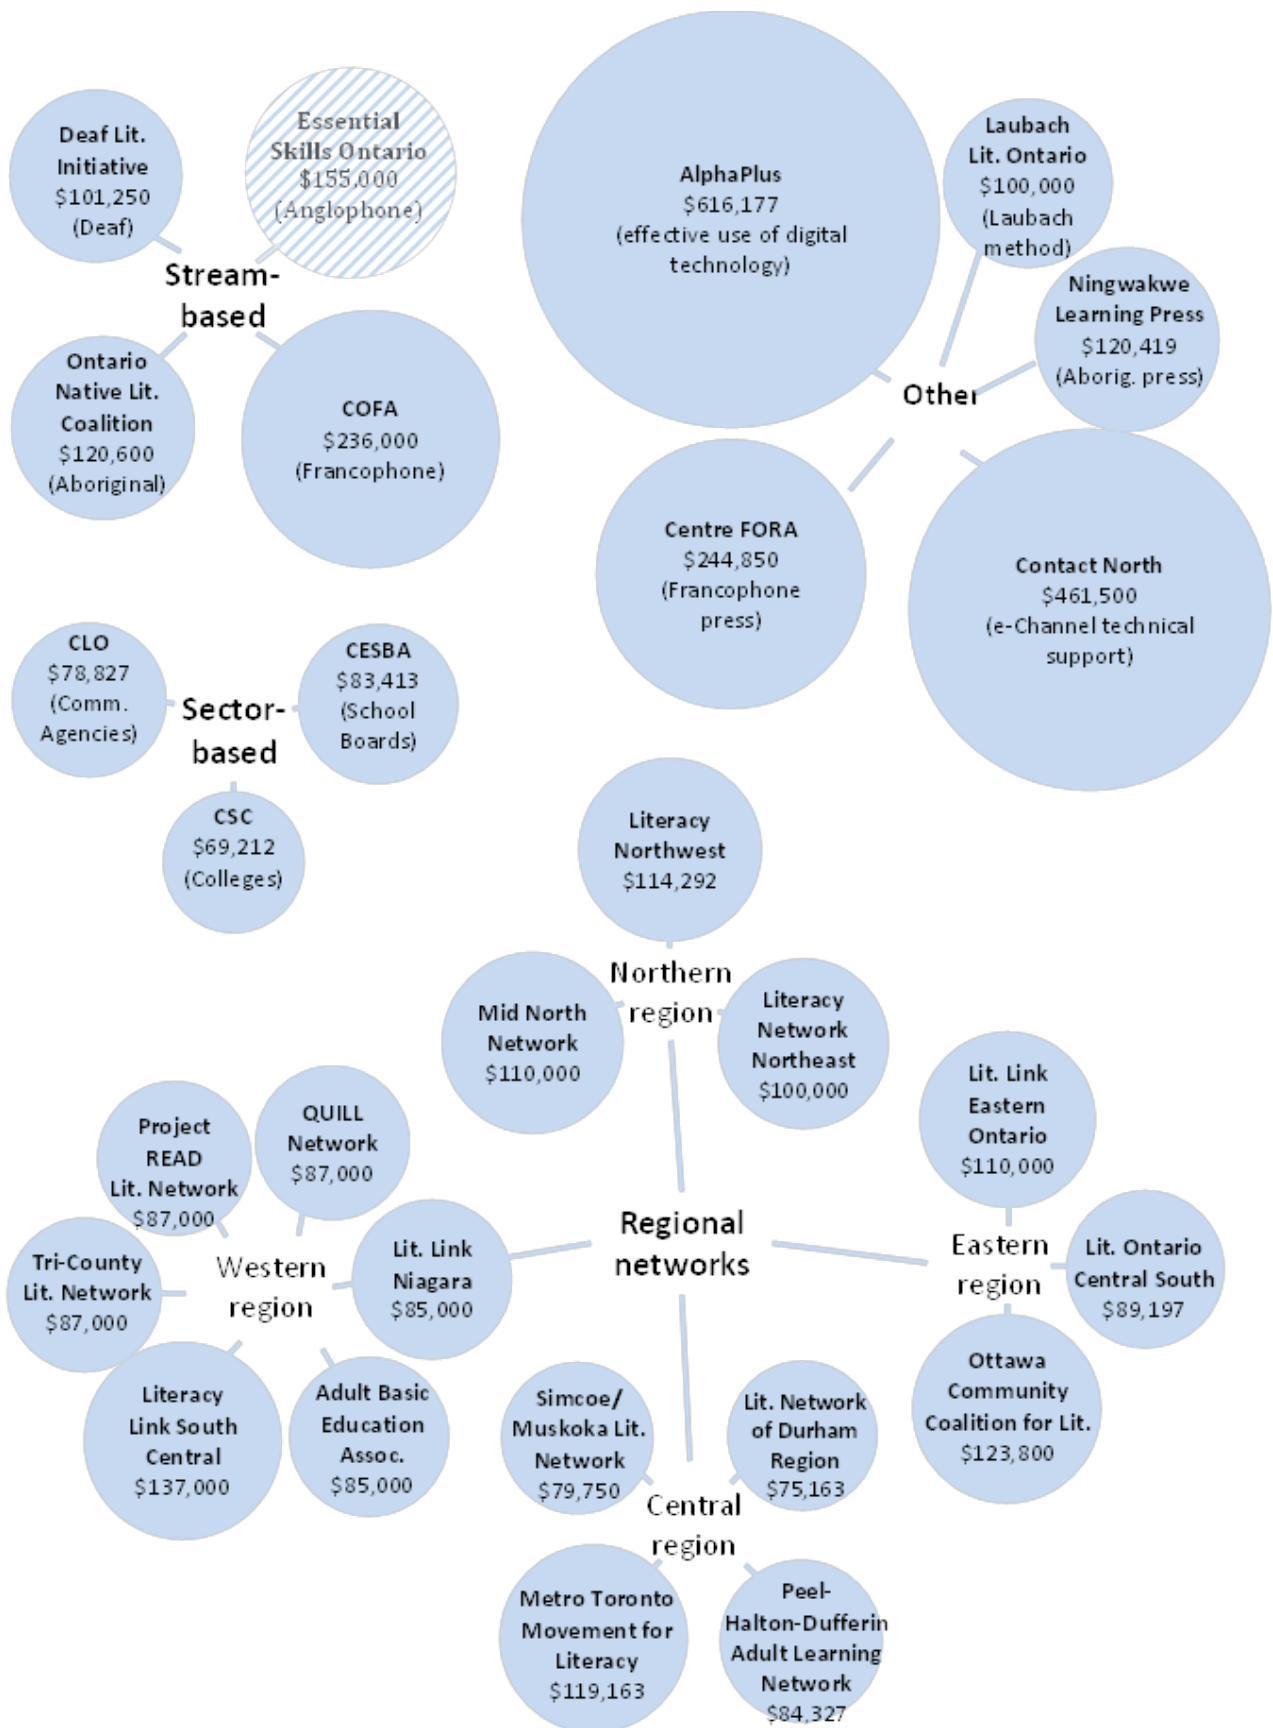 Deaf Lit.
Initiative
$101,250
(Deaf)
Essential
Skills Ontario
$155,000
(Anglophone)
Stream-
based
Ontario
Native Lit.
Coalition
$120,600
(Aboriginal)
COFA
$236,000
(Francophone)
AlphaPlus
$616,177
(effective use of digital
technology)
Laubach
Lit. Ontario
$100,000
(Laubach
method)
Ningwakwe
Learning Press
$120,419
(Aborig. press)
Other
Centre FORA
$244,850
(Francophone
press)
Contact North
$461,500
(e-Channel technical
support)
CLO
$78,827
(Comm.
Agencies)
Sector-
based
CESBA
$83,413
(School
Boards)
CSC
$69,212
(Colleges)
Literacy
Northwest
$114,292
Northern
region
Mid North
Network
$110,000
Literacy
Network
Northeast
$100,000
Lit. Link
Eastern
Ontario
$110,000
Project
READ
Lit. Network
$87,000
QUILL
Network
$87,000
Tri-County
Lit. Network
$87,000
Western
region
Lit. Link
Niagara
$85,000
Regional
networks
Eastern
region
Lit. Ontario
Central South
$89,197
Literacy
Link South
Central
$137,000
Adult Basic
Education
Assoc.
$85,000
Simcoe/
Muskoka Lit.
Network
$79,750
Lit. Network
of Durham
Region
$75,163
Ottawa
Community
Coalition for Lit.
$123,800
Central
region
Metro Toronto
Movement for
Literacy
$119,163
Peel-
Halton-Dufferin
Adult Learning
Network
$84,327